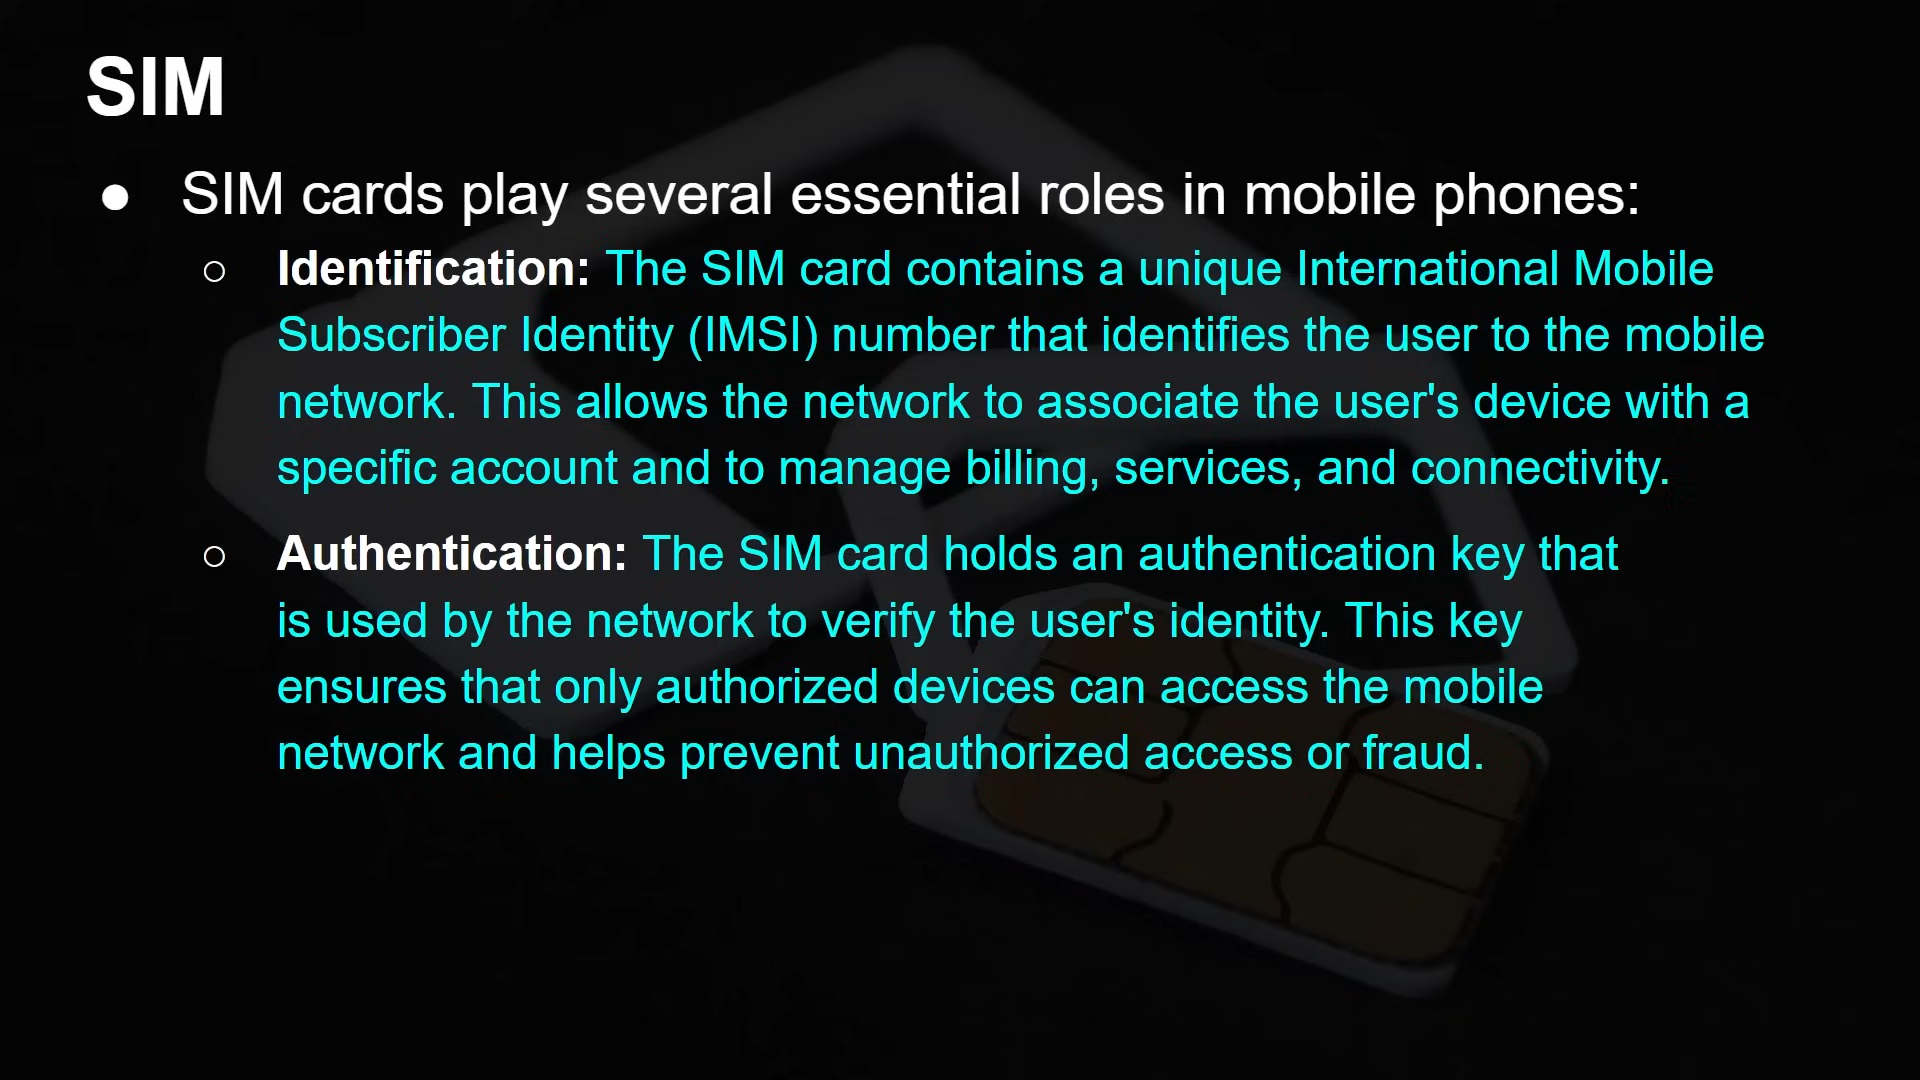 SIM
● SIM cards play several essential roles in mobile phones:
○ Identification: The SIM card contains a unique International Mobile
Subscriber Identity (IMSI) number that identifies the user to the mobile
network. This allows the network to associate the user's device with a
specific account and to manage billing, services, and connectivity.
○ Authentication: The SIM card holds an authentication key that
is used by the network to verify the user's identity. This key
ensures that only authorized devices can access the mobile
network and helps prevent unauthorized access or fraud.